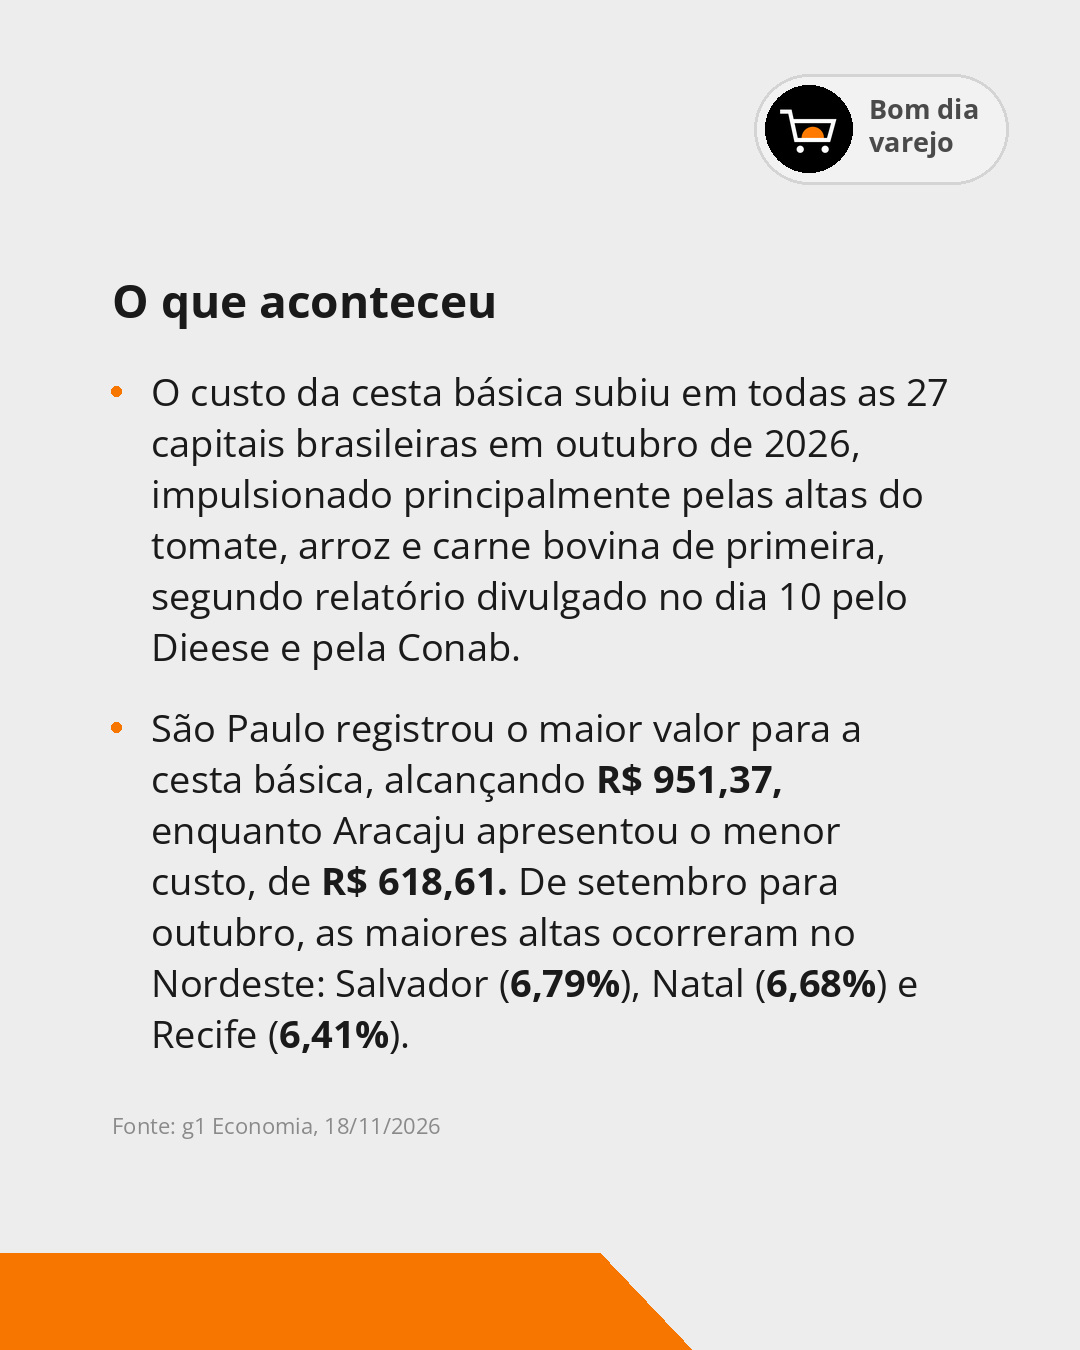 Bom dia
varejo
O que aconteceu
• O custo da cesta básica subiu em todas as 27
capitais brasileiras em outubro de 2026,
impulsionado principalmente pelas altas do
tomate, arroz e carne bovina de primeira,
segundo relatório divulgado no dia 10 pelo
Dieese e pela Conab.
• São Paulo registrou o maior valor para a
cesta básica, alcançando R$ 951,37,
enquanto Aracaju apresentou o menor
custo, de R$ 618,61. De setembro para
outubro, as maiores altas ocorreram no
Nordeste: Salvador (6,79%), Natal (6,68%) e
Recife (6,41%).
Fonte: g1 Economia, 18/11/2026